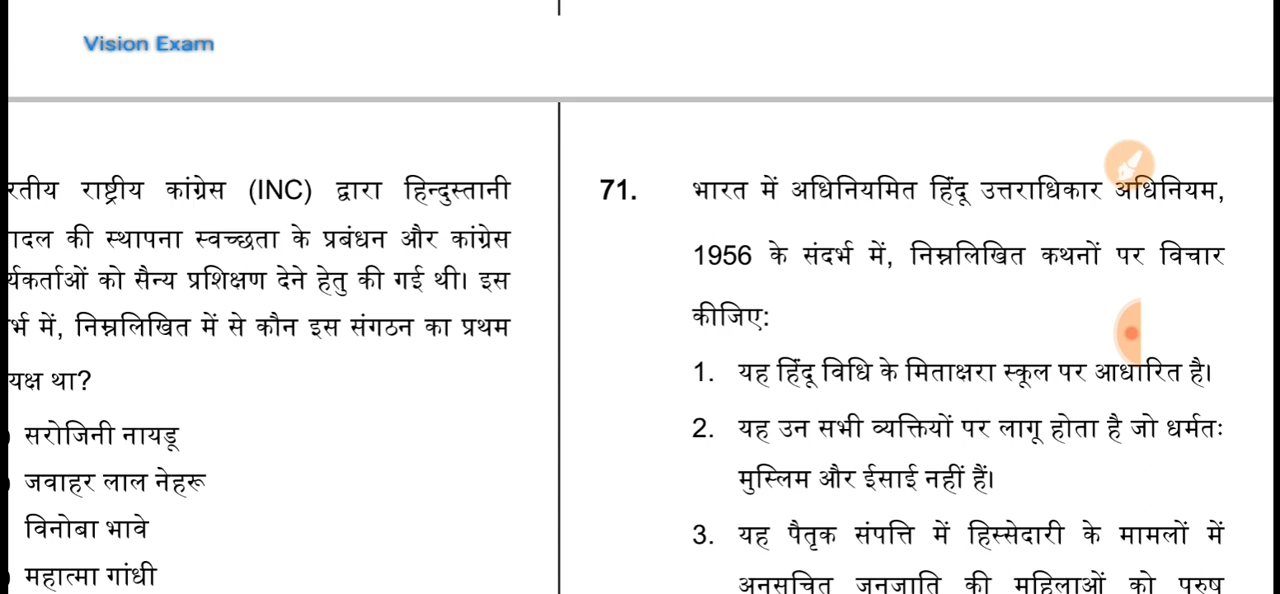 Vision Exam
रतीय राष्ट्रीय कांग्रेस (INC) द्वारा हिन्दुस्तानी
ादल की स्थापना स्वच्छता के प्रबंधन और कांग्रेस
र्यकर्ताओं को सैन्य प्रशिक्षण देने हेतु की गई थी। इस
र्भ में, निम्नलिखित में से कौन इस संगठन का प्रथम
यक्ष था?
) सरोजिनी नायडू
) जवाहर लाल नेहरू
विनोबा भावे
) महात्मा गांधी
71. भारत में अधिनियमित हिंदू उत्तराधिकार अधिनियम,
1956 के संदर्भ में, निम्नलिखित कथनों पर विचार
कीजिए:
1. यह हिंदू विधि के मिताक्षरा स्कूल पर आधारित है।
2. यह उन सभी व्यक्तियों पर लागू होता है जो धर्मतः
मुस्लिम और ईसाई नहीं हैं।
3. यह पैतृक संपत्ति में हिस्सेदारी के मामलों में
अनुसूचित जनजाति की महिलाओं को पुरुष